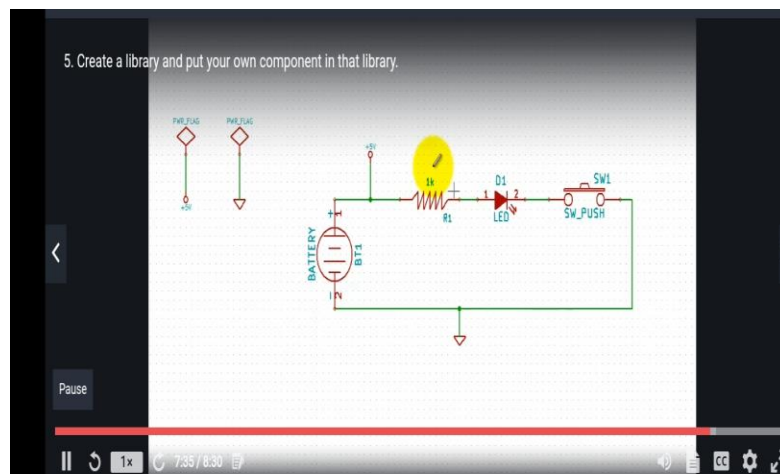 5. Create a library and put your own component in that library.
PWR_FLAG PWR_FLAG
+5V
+5V
1k
R1
D1
1 2
LED
SW1
SW_PUSH
BATTERY
+ 1
BT1
- 2
Pause
1x
7:35 / 8:30
CC